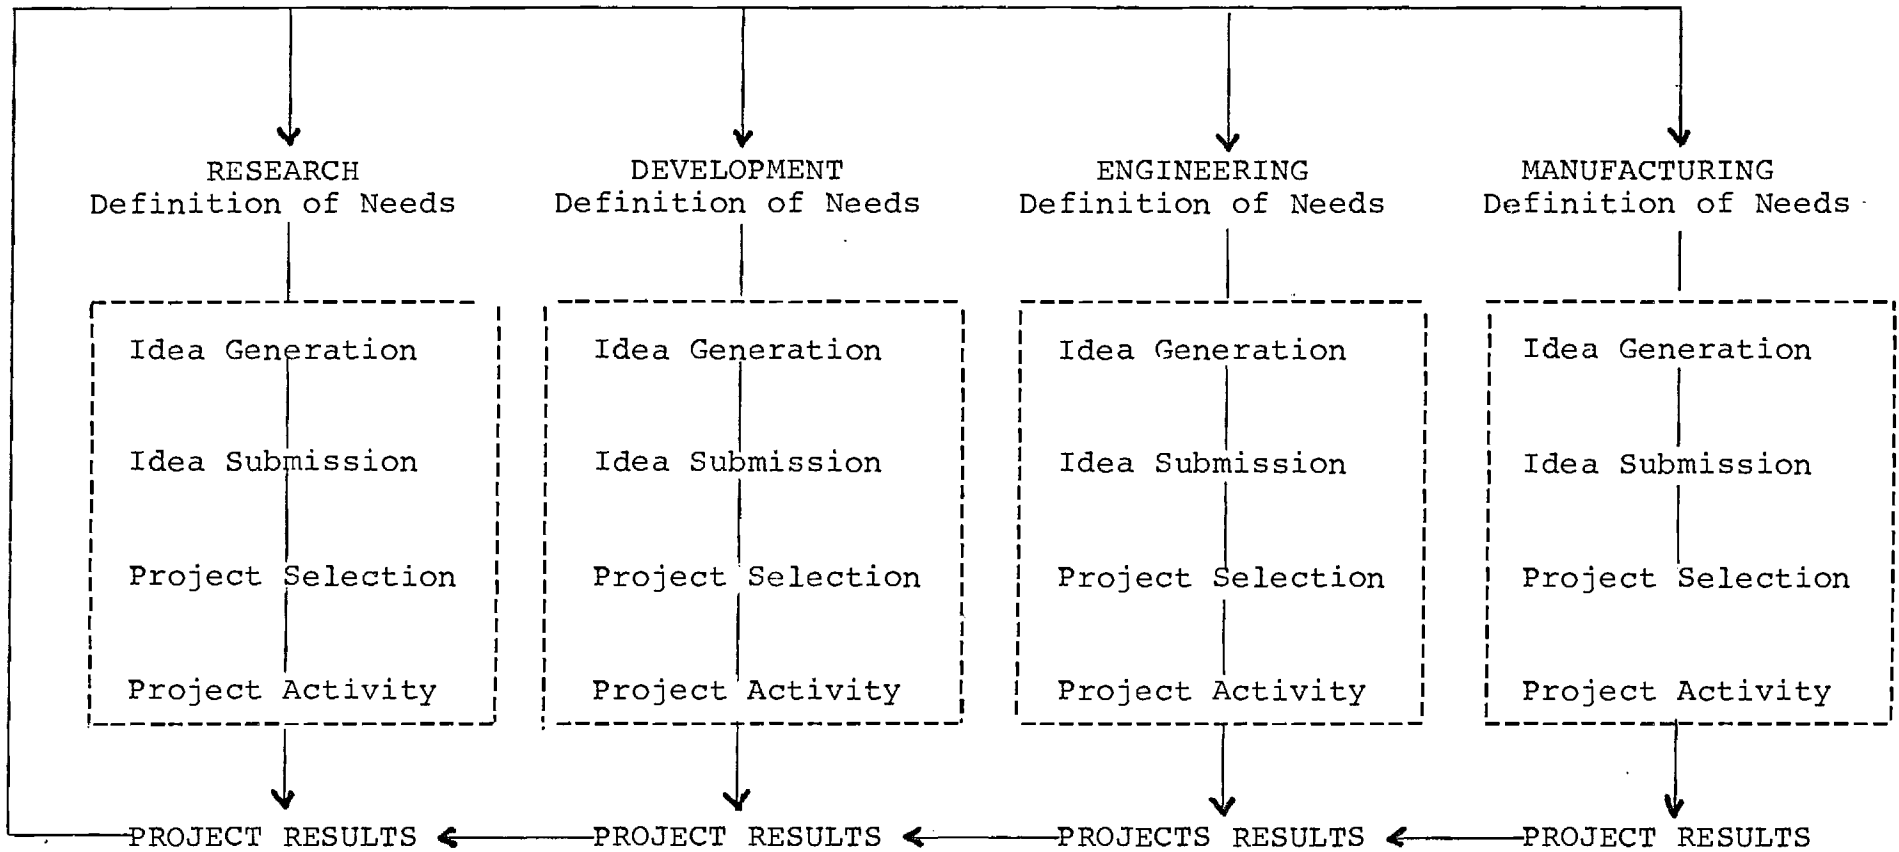 RESEARCH
Definition of Needs
Idea Generation
Idea Submission
Project Selection
Project Activity
PROJECT RESULTS
DEVELOPMENT
Definition of Needs
Idea Generation
Idea Submission
Project Selection
Project Activity
PROJECT RESULTS
ENGINEERING
Definition of Needs
Idea Generation
Idea Submission
Project Selection
Project Activity
PROJECTS RESULTS
MANUFACTURING
Definition of Needs
Idea Generation
Idea Submission
Project Selection
Project Activity
PROJECT RESULTS